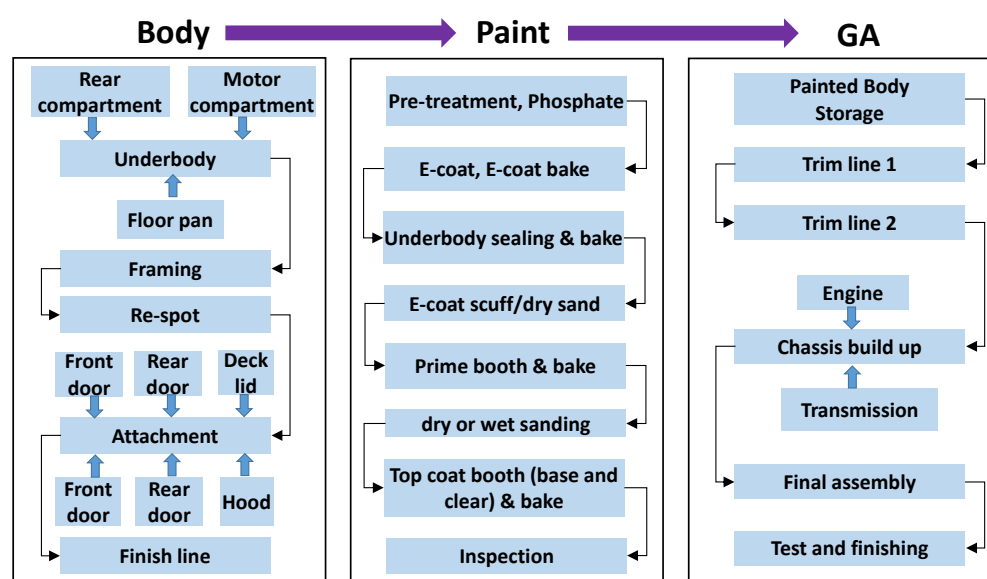 Body
Paint
GA
Rear
compartment
Motor
compartment
Underbody
Floor pan
Framing
Re-spot
Front
door
Rear
door
Deck
lid
Attachment
Front
door
Rear
door
Hood
Finish line
Pre-treatment, Phosphate
E-coat, E-coat bake
Underbody sealing & bake
E-coat scuff/dry sand
Prime booth & bake
dry or wet sanding
Top coat booth (base and
clear) & bake
Inspection
Painted Body
Storage
Trim line 1
Trim line 2
Engine
Chassis build up
Transmission
Final assembly
Test and finishing